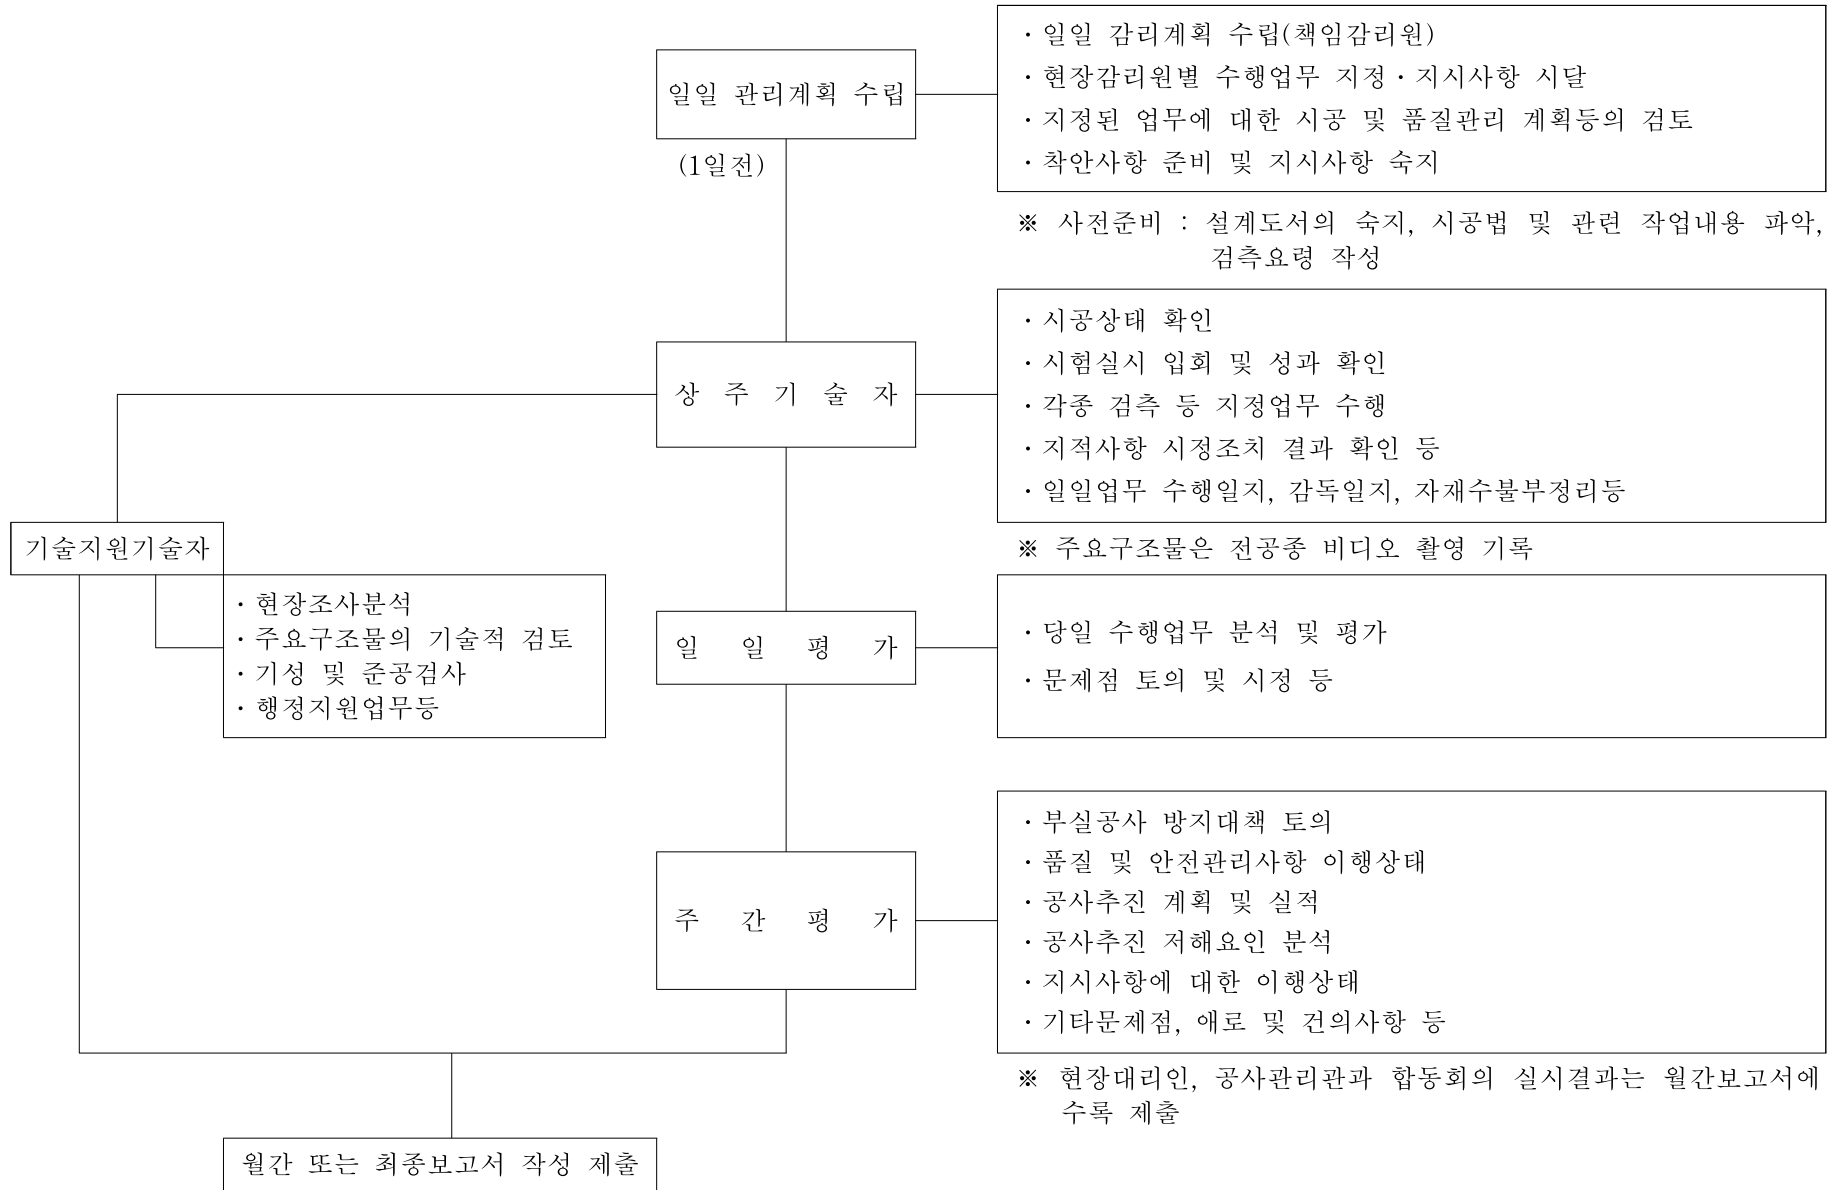 일일 관리계획 수립
(1일전)
· 일일 감리계획 수립(책임감리원)
· 현장감리원별 수행업무 지정 · 지시사항 시달
· 지정된 업무에 대한 시공 및 품질관리 계획등의 검토
· 착안사항 준비 및 지시사항 숙지
※ 사전준비 : 설계도서의 숙지, 시공법 및 관련 작업내용 파악,
검측요령 작성
상 주 기 술 자
· 시공상태 확인
· 시험실시 입회 및 성과 확인
· 각종 검측 등 지정업무 수행
· 지적사항 시정조치 결과 확인 등
· 일일업무 수행일지, 감독일지, 자재수불부정리등
※ 주요구조물은 전공종 비디오 촬영 기록
기술지원기술자
· 현장조사분석
· 주요구조물의 기술적 검토
· 기성 및 준공검사
· 행정지원업무등
일 일 평 가
· 당일 수행업무 분석 및 평가
· 문제점 토의 및 시정 등
주 간 평 가
· 부실공사 방지대책 토의
· 품질 및 안전관리사항 이행상태
· 공사추진 계획 및 실적
· 공사추진 저해요인 분석
· 지시사항에 대한 이행상태
· 기타문제점, 애로 및 건의사항 등
※ 현장대리인, 공사관리관과 합동회의 실시결과는 월간보고서에
수록 제출
월간 또는 최종보고서 작성 제출